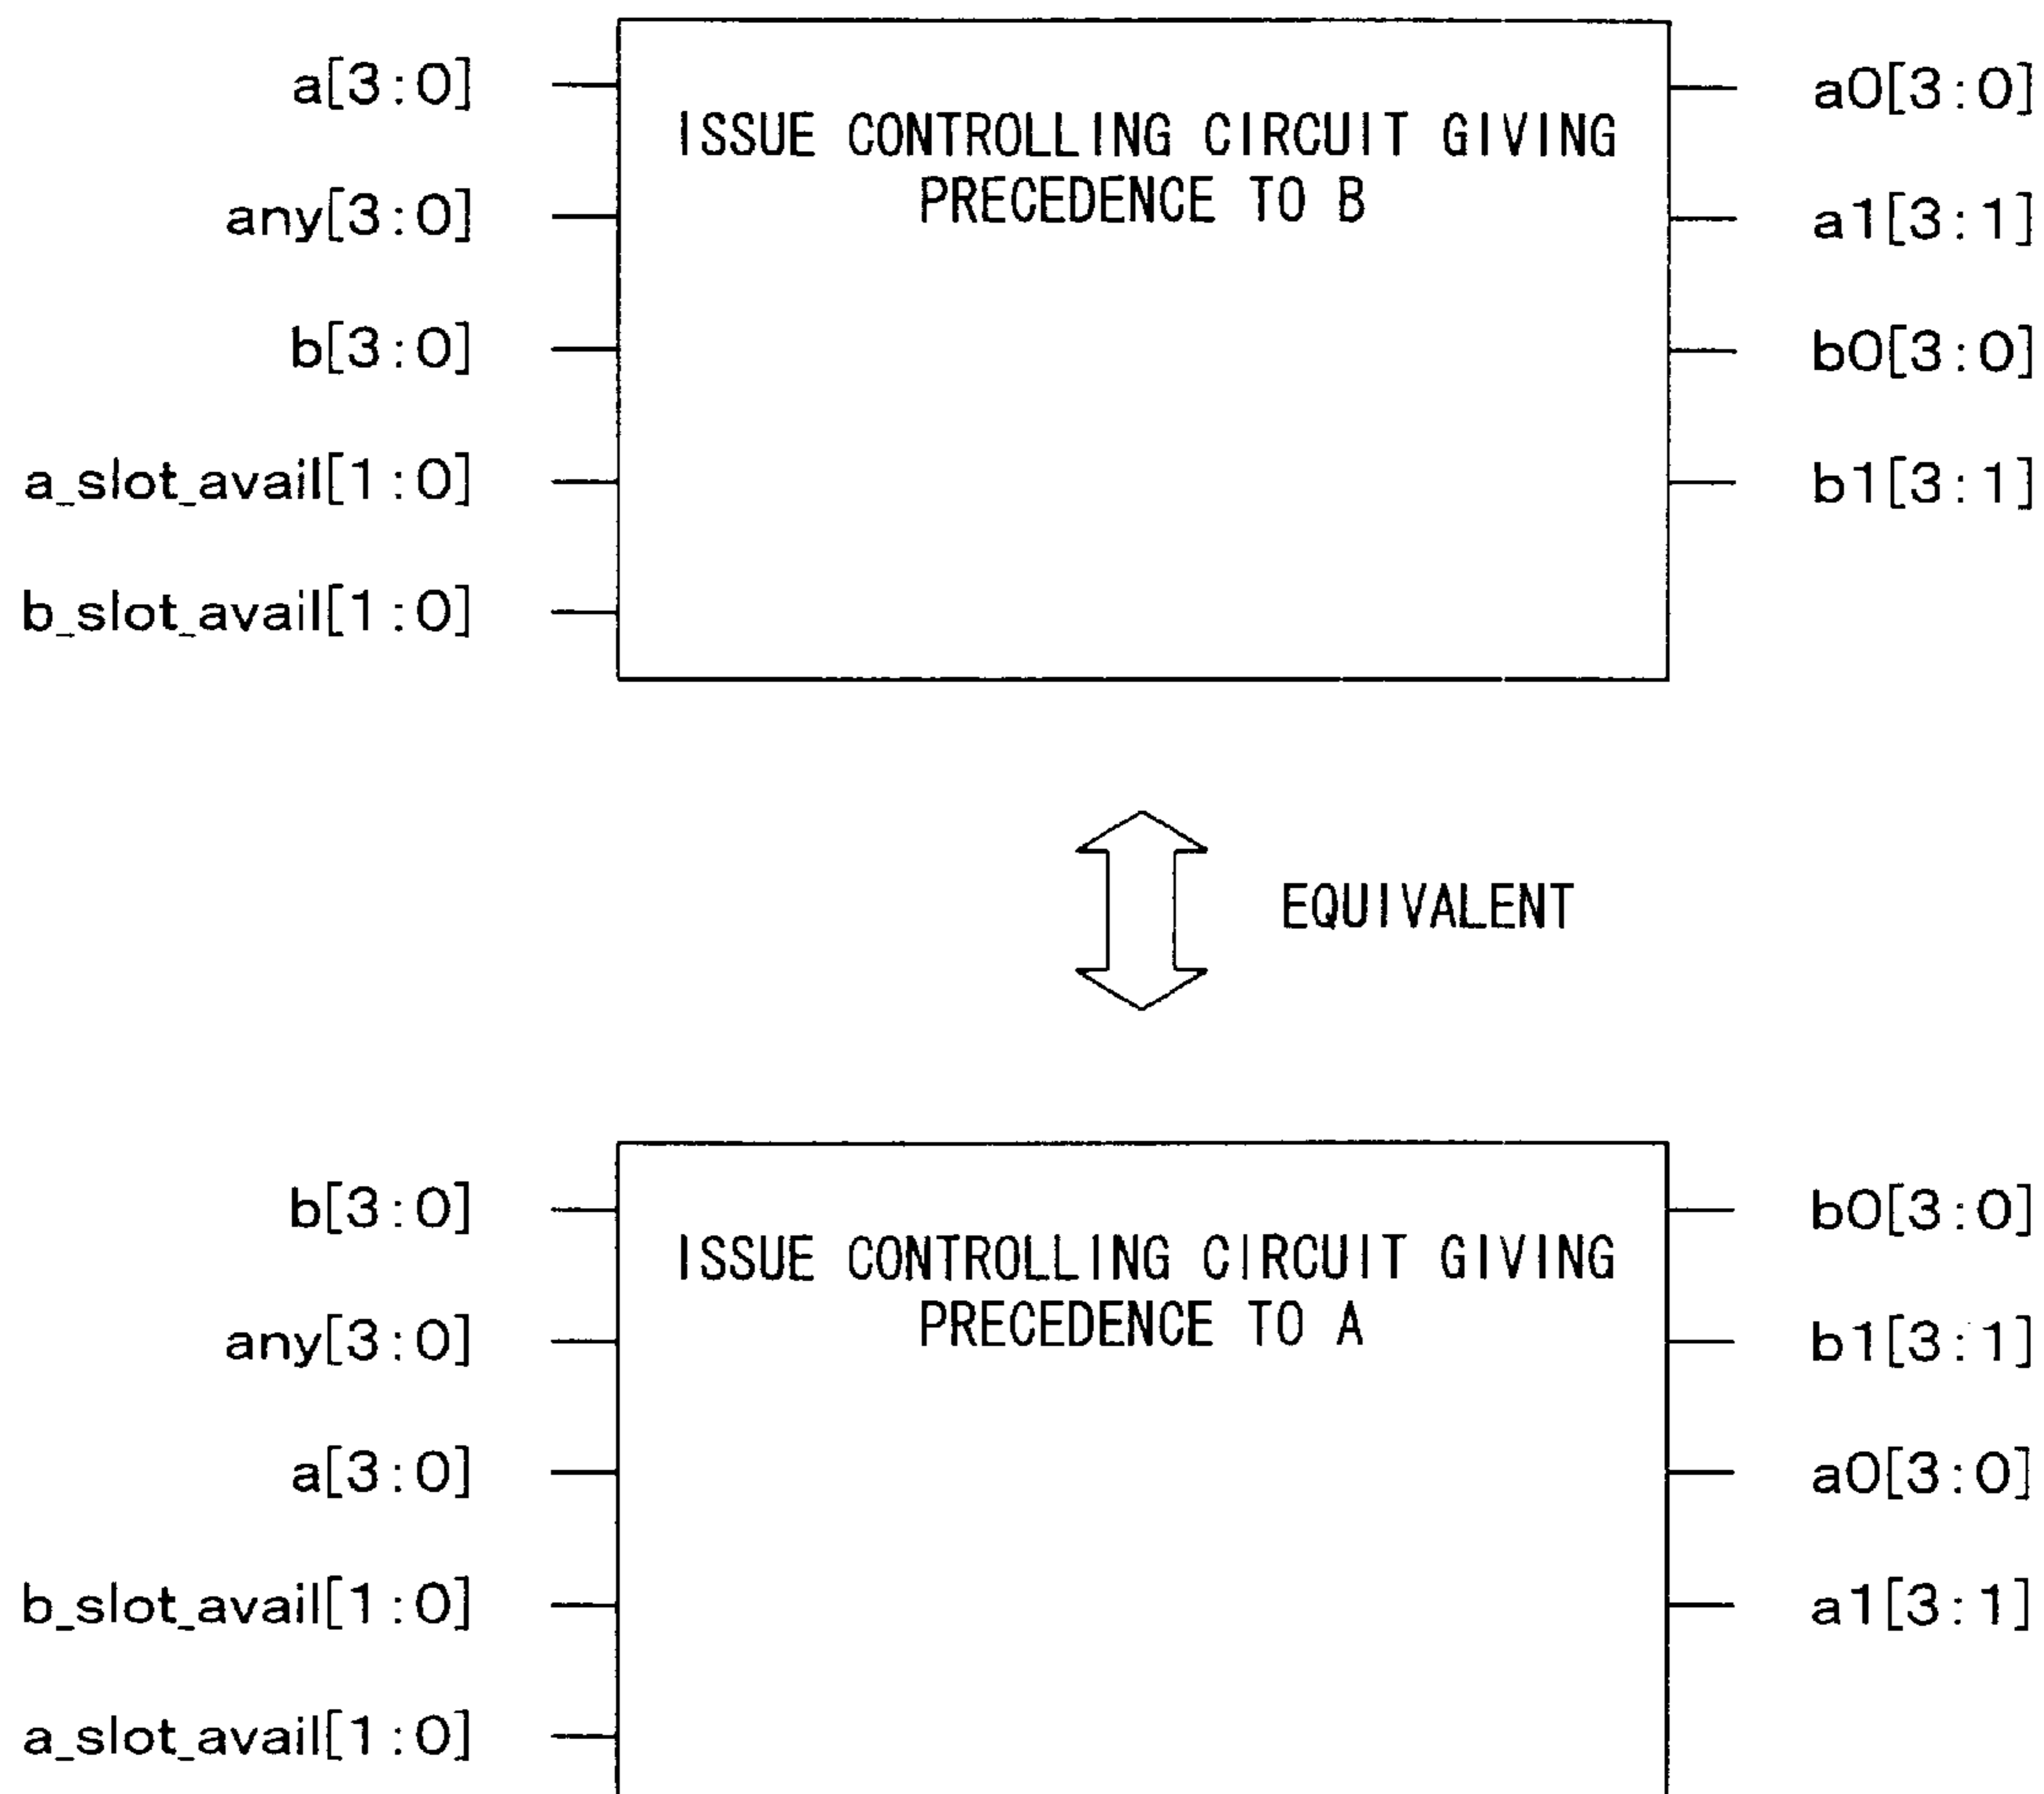 a[3:0]
any[3:0]
b[3:0]
a_slot_avail[1:0]
b_slot_avail[1:0]
ISSUE CONTROLLING CIRCUIT GIVING
PRECEDENCE TO B
a0[3:0]
a1[3:1]
b0[3:0]
b1[3:1]
EQUIVALENT
b[3:0]
any[3:0]
a[3:0]
b_slot_avail[1:0]
a_slot_avail[1:0]
ISSUE CONTROLLING CIRCUIT GIVING
PRECEDENCE TO A
b0[3:0]
b1[3:1]
a0[3:0]
a1[3:1]